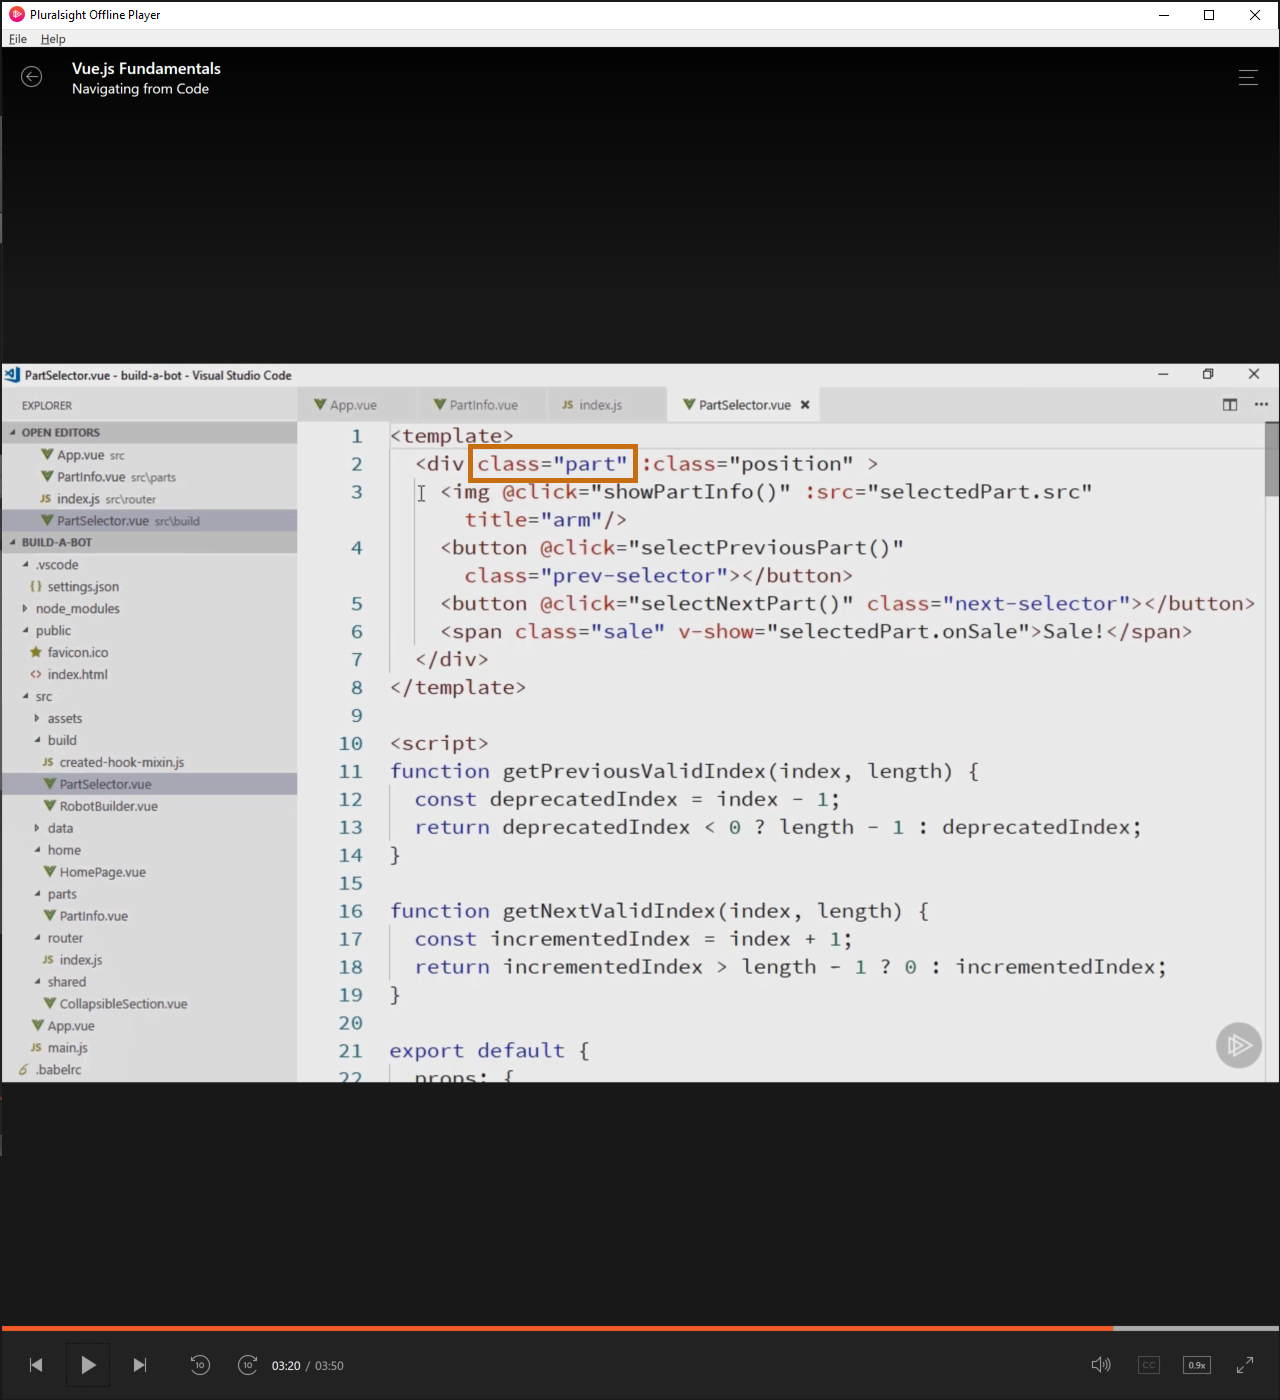 Pluralsight Offline Player
File Help
Vue.js Fundamentals
Navigating from Code
PartSelector.vue - build-a-bot - Visual Studio Code
EXPLORER
OPEN EDITORS
App.vue src
PartInfo.vue src\parts
index.js src\router
PartSelector.vue src\build
BUILD-A-BOT
.vscode
settings.json
node_modules
public
favicon.ico
index.html
src
assets
build
JS created-hook-mixin.js
PartSelector.vue
RobotBuilder.vue
data
home
HomePage.vue
parts
PartInfo.vue
router
JS index.js
shared
CollapsibleSection.vue
App.vue
JS main.js
.babelrc
App.vue PartInfo.vue JS index.js PartSelector.vue
1 <template>
2 <div class="part" :class="position" >
3 <img @click="showPartInfo()" :src="selectedPart.src"
title="arm"/>
4 <button @click="selectPreviousPart()"
class="prev-selector"></button>
5 <button @click="selectNextPart()" class="next-selector"></button>
6 <span class="sale" v-show="selectedPart.onSale">Sale!</span>
7 </div>
8 </template>
9
10 <script>
11 function getPreviousValidIndex(index, length) {
12 const deprecatedIndex = index - 1;
13 return deprecatedIndex < 0 ? length - 1 : deprecatedIndex;
14 }
15
16 function getNextValidIndex(index, length) {
17 const incrementedIndex = index + 1;
18 return incrementedIndex > length - 1 ? 0 : incrementedIndex;
19 }
20
21 export default {
22 props: {
10 10 03:20 / 03:50 CC 0.9x